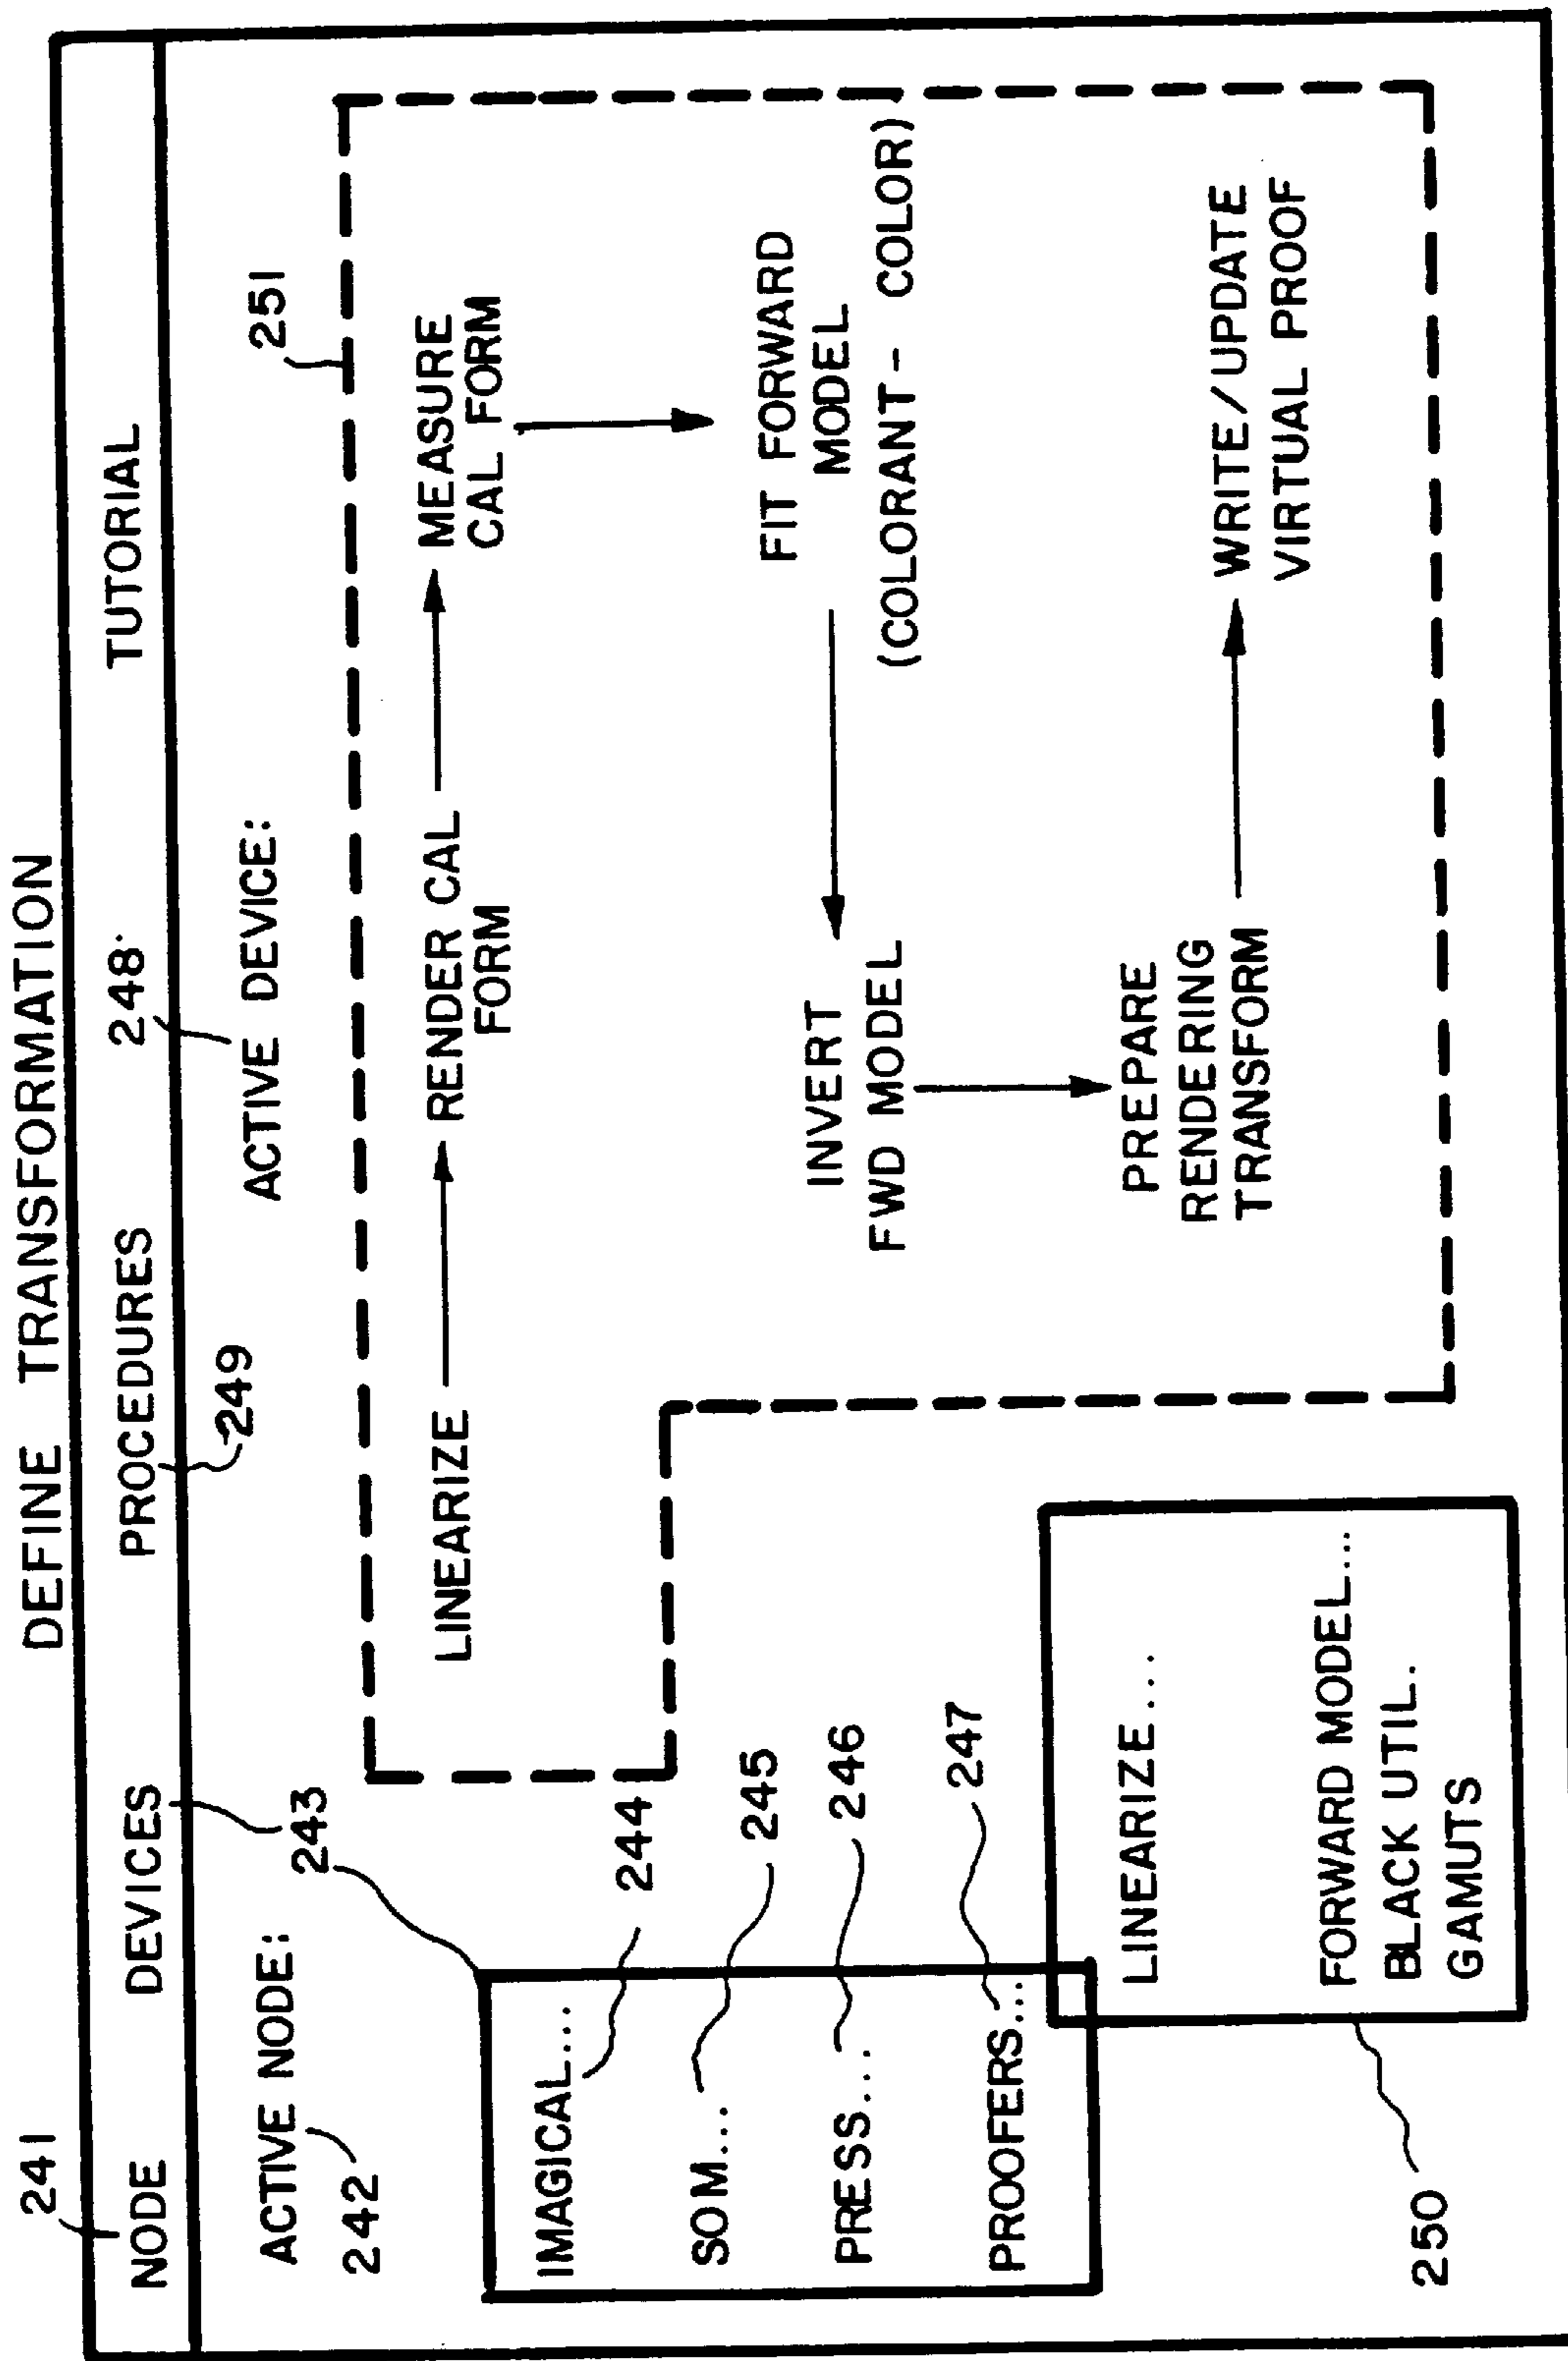 DEFINE TRANSFORMATION
241
NODE
DEVICES
PROCEDURES
248
TUTORIAL
249
ACTIVE NODE:
242
243
ACTIVE DEVICE:
251
IMAGICAL....
244
SOM...
245
PRESS...
246
PROOFERS...
247
LINEARIZE....
FORWARD MODEL....
BLACK UTIL.
GAMUTS
250
LINEARIZE
RENDER CAL
FORM
MEASURE
CAL FORM
FIT FORWARD
MODEL
(COLORANT- COLOR)
INVERT
FWD MODEL
PREPARE
RENDERING
TRANSFORM
WRITE/UPDATE
VIRTUAL PROOF